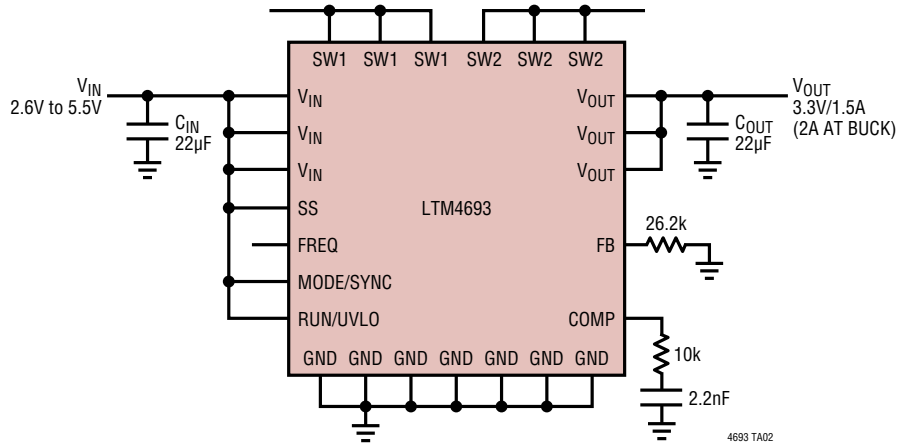 SW1 SW1 SW1 SW2 SW2 SW2
VIN
2.6V to 5.5V
CIN
22µF
VIN
VIN
VIN
SS
FREQ
MODE/SYNC
RUN/UVLO
LTM4693
VOUT
VOUT
VOUT
FB
COMP
GND GND GND GND GND GND GND
COUT
22µF
VOUT
3.3V/1.5A
(2A AT BUCK)
26.2k
10k
2.2nF
4693 TA02